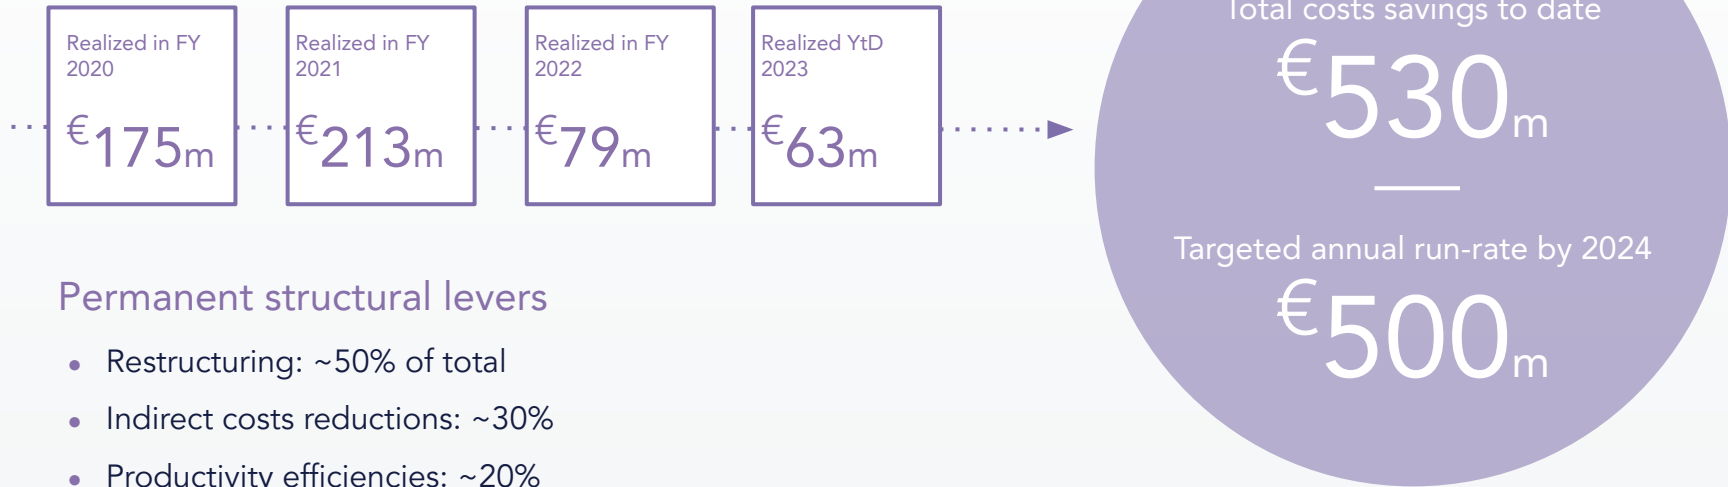 Realized in FY
2020
€175m
Realized in FY
2021
€213m
Realized in FY
2022
€79m
Realized YtD
2023
€63m
Total costs savings to date
€530m
Targeted annual run-rate by 2024
€500m
Permanent structural levers
• Restructuring: ~50% of total
• Indirect costs reductions: ~30%
• Productivity efficiencies: ~20%